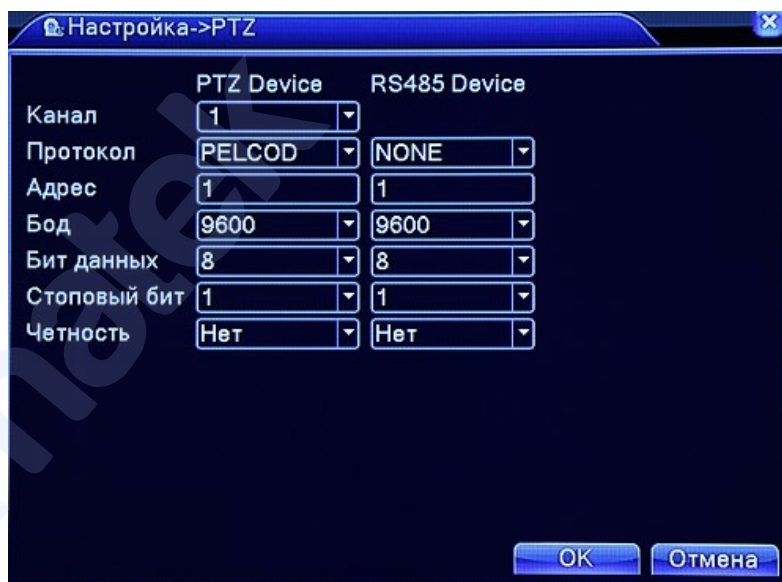 Настройка->PTZ
PTZ Device RS485 Device
Канал 1
Протокол PELCOD NONE
Адрес 1 1
Бод 9600 9600
Бит данных 8 8
Стоповый бит 1 1
Четность Нет Нет
OK Отмена